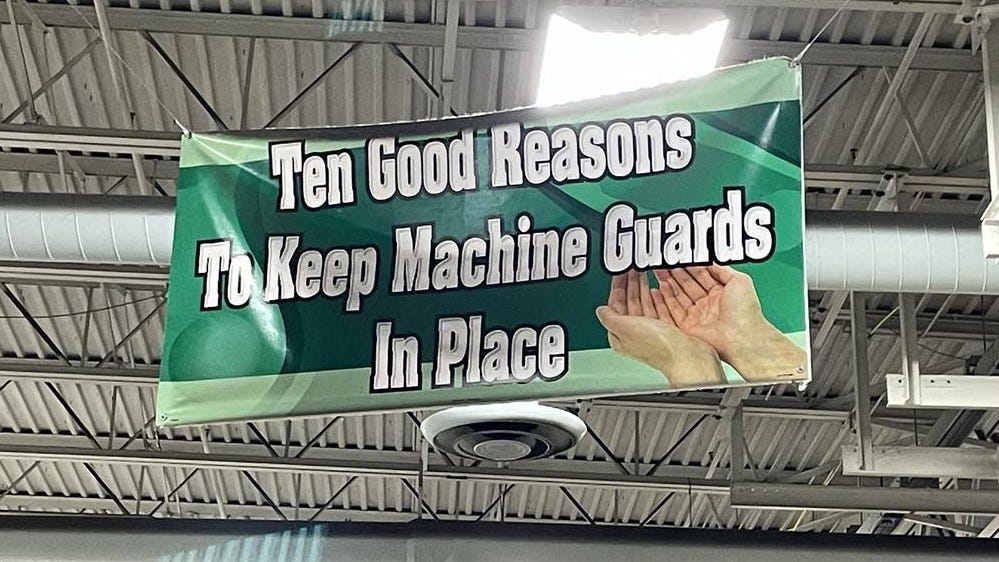 Ten Good Reasons
To Keep Machine Guards
In Place